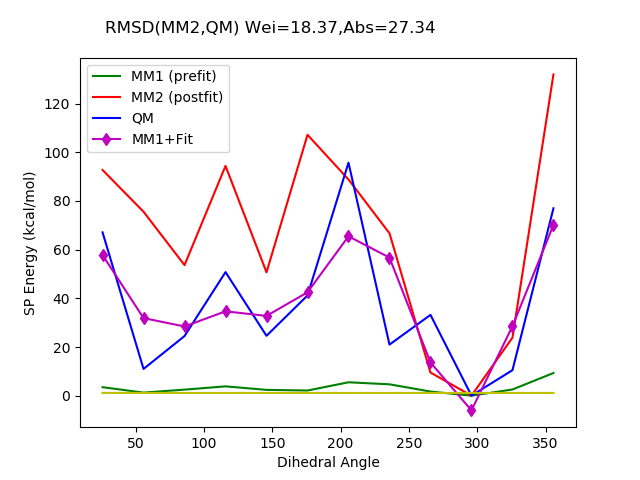 RMSD(MM2,QM) Wei=18.37,Abs=27.34
MM1 (prefit)
MM2 (postfit)
QM
MM1+Fit
SP Energy (kcal/mol)
120
100
80
60
40
20
0
50
100
150
200
250
300
350
Dihedral Angle